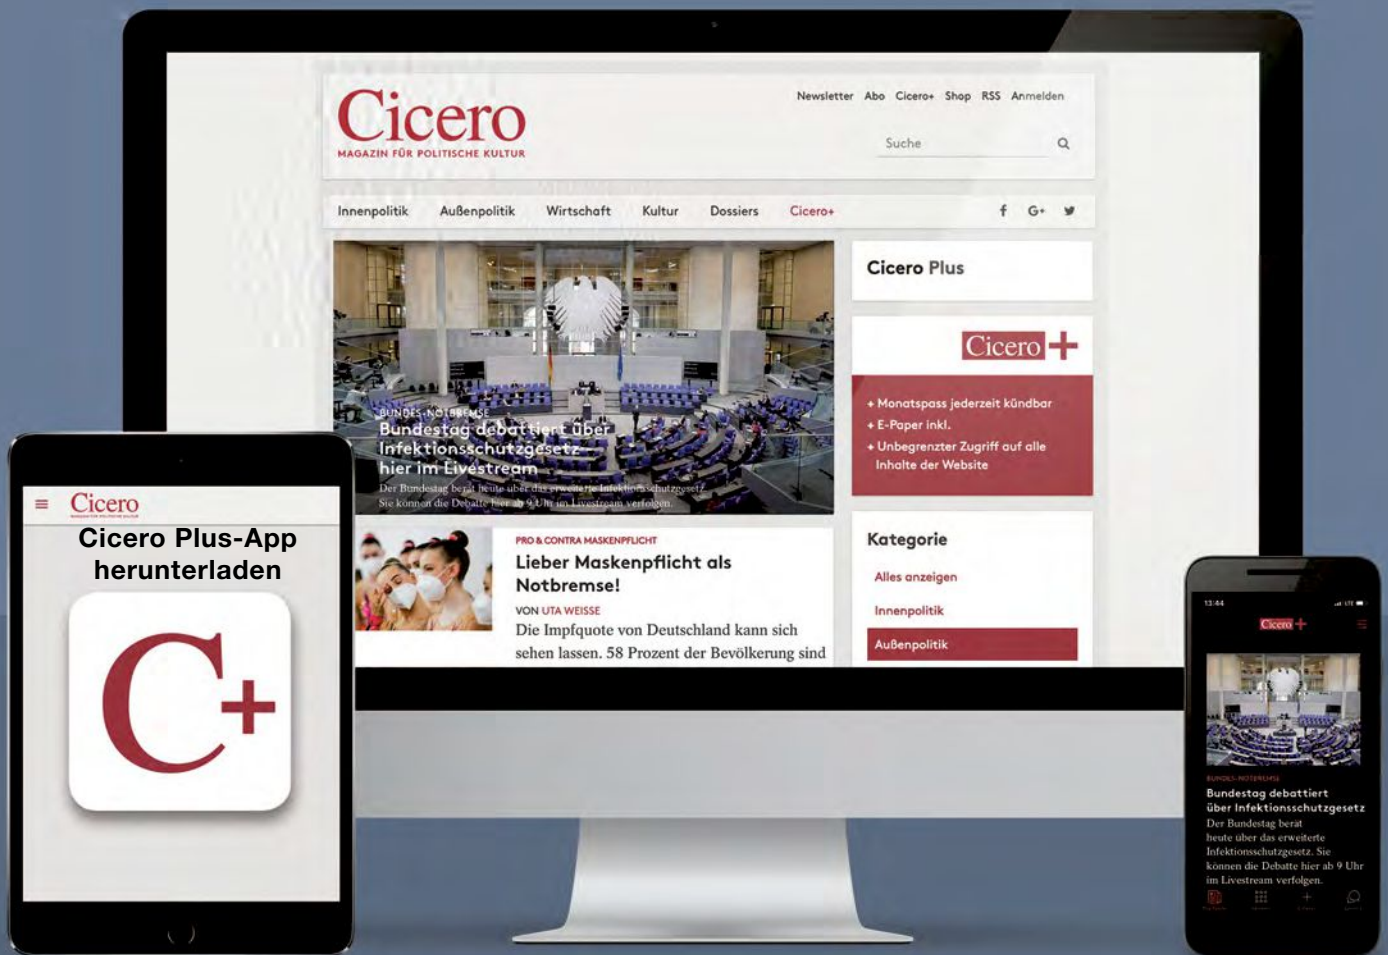 Cicero
MAGAZIN FÜR POLITISCHE KULTUR
Newsletter Abo Cicero+ Shop RSS Anmelden
Suche
Innenpolitik Außenpolitik Wirtschaft Kultur Dossiers Cicero+
f G+
BUNDES-NOTBREMSE
Bundestag debattiert über
Infektionsschutzgesetz –
hier im Livestream
Der Bundestag berät heute über das erweiterte Infektionsschutzgesetz.
Sie können die Debatte hier ab 9 Uhr im Livestream verfolgen.
PRO & CONTRA MASKENPFLICHT
Lieber Maskenpflicht als
Notbremse!
VON UTA WEISSE
Die Impfquote von Deutschland kann sich
sehen lassen. 58 Prozent der Bevölkerung sind
Cicero Plus
Cicero+
+ Monatspass jederzeit kündbar
+ E-Paper inkl.
+ Unbegrenzter Zugriff auf alle
Inhalte der Website
Kategorie
Alles anzeigen
Innenpolitik
Außenpolitik
Cicero
MAGAZIN FÜR POLITISCHE KULTUR
Cicero Plus-App
herunterladen
C+
13:44
LTE
Cicero+
BUNDES-NOTBREMSE
Bundestag debattiert
über Infektionsschutzgesetz
Der Bundestag berät
heute über das erweiterte
Infektionsschutzgesetz. Sie
können die Debatte hier ab 9 Uhr
im Livestream verfolgen.